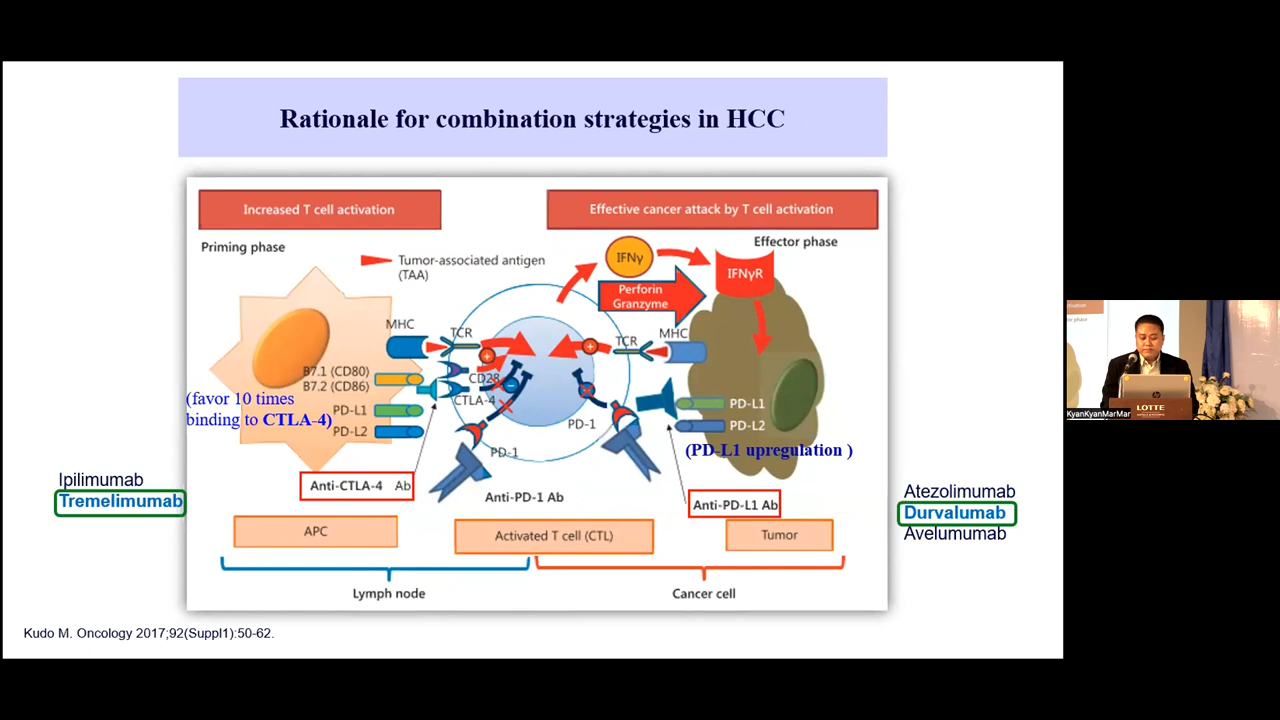 Rationale for combination strategies in HCC
Increased T cell activation
Effective cancer attack by T cell activation
Priming phase
Effector phase
Tumor-associated antigen
(TAA)
IFNγ
IFNγR
Perforin
Granzyme
MHC
TCR
TCR
MHC
B7.1 (CD80)
B7.2 (CD86)
CD28
CTLA-4
(favor 10 times
binding to CTLA-4)
PD-L1
PD-L2
PD-1
PD-1
PD-L1
PD-L2
(PD-L1 upregulation )
Ipilimumab
Tremelimumab
Anti-CTLA-4 Ab
Anti-PD-1 Ab
Anti-PD-L1 Ab
Atezolimumab
Durvalumab
Avelumumab
APC
Activated T cell (CTL)
Tumor
Lymph node
Cancer cell
Kudo M. Oncology 2017;92(Suppl1):50-62.
LOTTE
KyanKyanMarMar